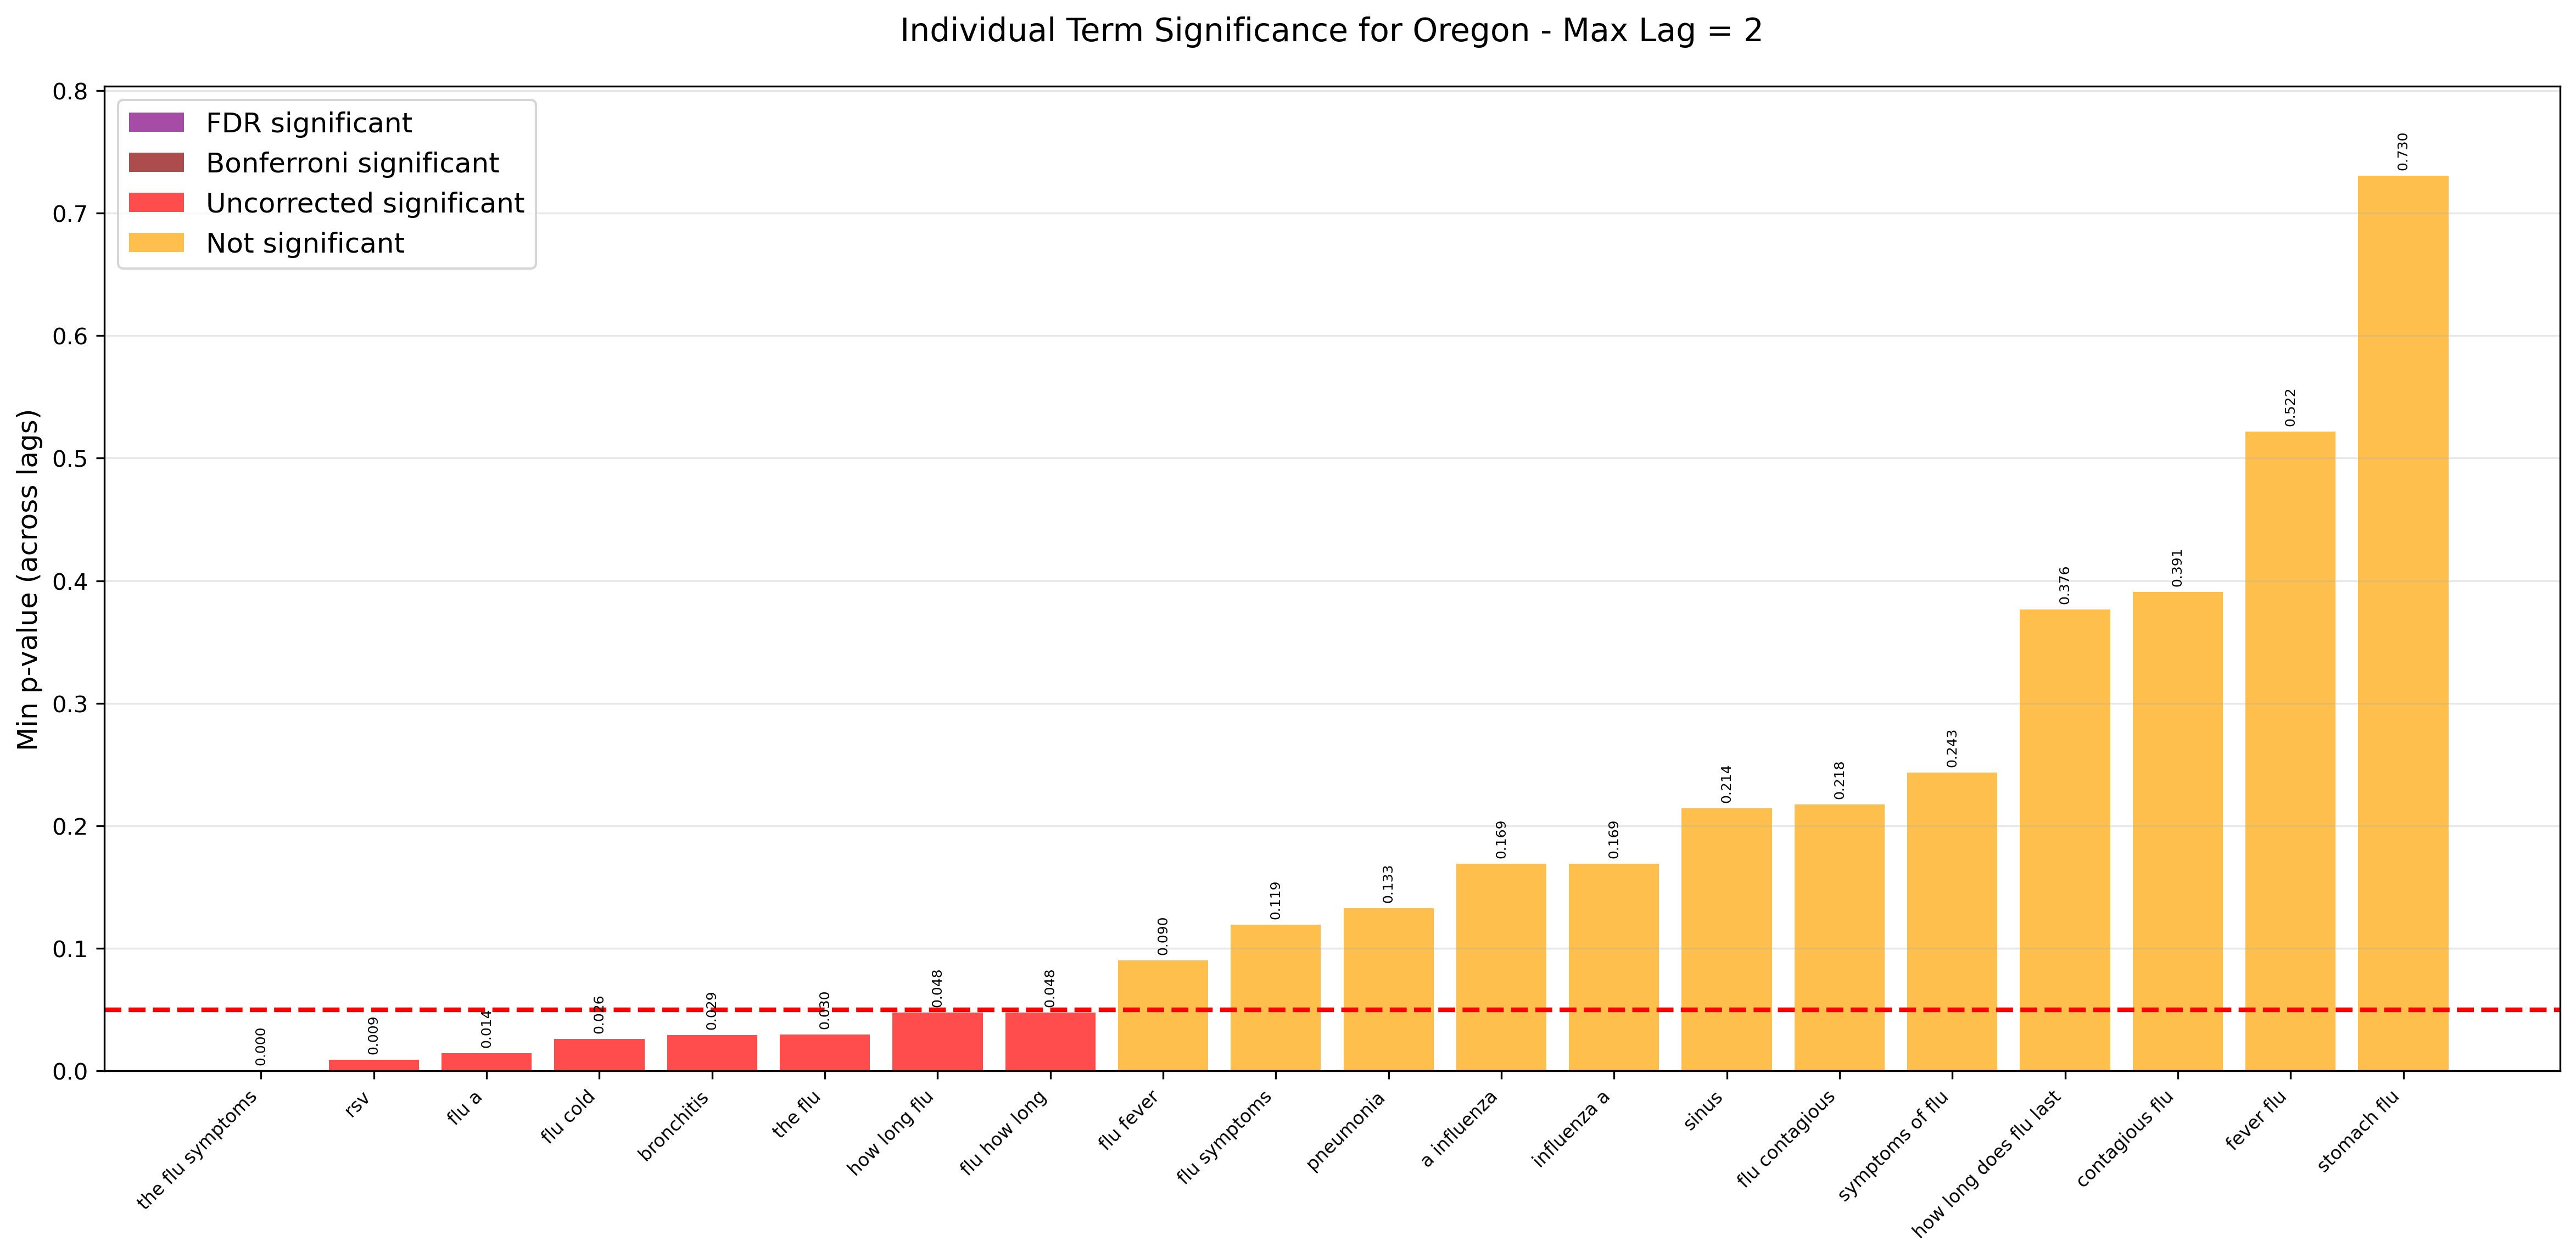 Individual Term Significance for Oregon - Max Lag = 2
FDR significant
Bonferroni significant
Uncorrected significant
Not significant
Min p-value (across lags)
0.8
0.7
0.6
0.5
0.4
0.3
0.2
0.1
0.0
0.000
0.009
0.014
0.026
0.029
0.030
0.048
0.048
0.090
0.119
0.133
0.169
0.169
0.214
0.218
0.243
0.376
0.391
0.522
0.730
the flu symptoms
rsv
flu a
flu cold
bronchitis
the flu
how long flu
flu how long
flu fever
flu symptoms
pneumonia
a influenza
influenza a
sinus
flu contagious
symptoms of flu
how long does flu last
contagious flu
fever flu
stomach flu